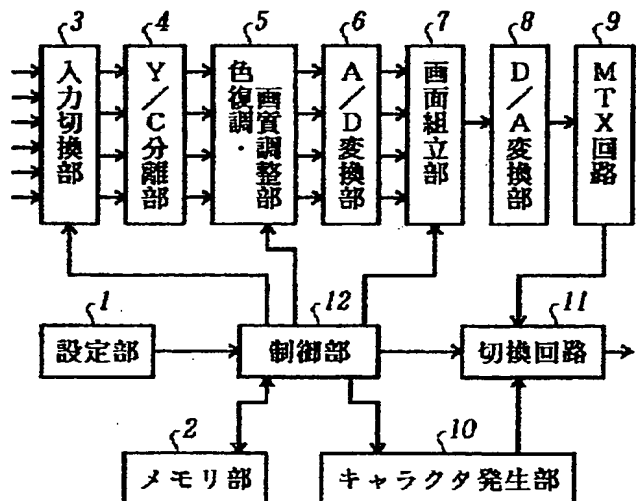 3
4
5
6
7
8
9
入力切換部
Y/C分離部
色復調・
画質調整部
A/D変換部
画面組立部
D/A変換部
MTX回路
1
12
11
設定部
制御部
切換回路
2
10
メモリ部
キャラクタ発生部